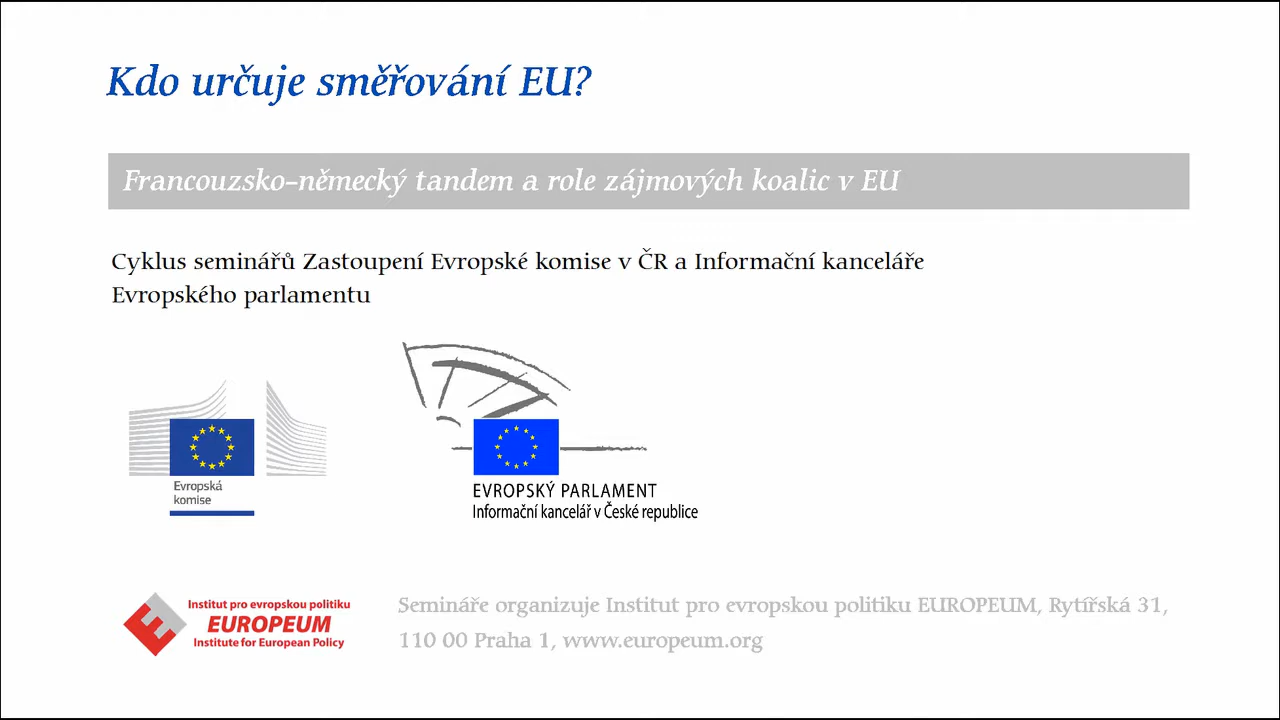 Kdo určuje směřování EU?
Francouzsko–německý tandem a role zájmových koalic v EU
Cyklus seminářů Zastoupení Evropské komise v ČR a Informační kanceláře
Evropského parlamentu
Evropská
komise
EVROPSKÝ PARLAMENT
Informační kancelář v České republice
Institut pro evropskou politiku
EUROPEUM
Institute for European Policy
Semináře organizuje Institut pro evropskou politiku EUROPEUM, Rytířská 31,
110 00 Praha 1, www.europeum.org